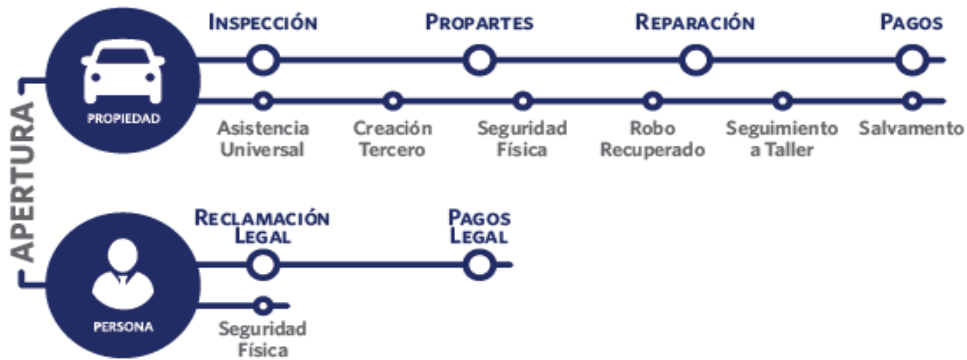 APERTURA
PROPIEDAD
INSPECCIÓN
PROPARTES
REPARACIÓN
PAGOS
Asistencia
Universal
Creación
Tercero
Seguridad
Física
Robo
Recuperado
Seguimiento
a Taller
Salvamento
PERSONA
RECLAMACIÓN
LEGAL
PAGOS
LEGAL
Seguridad
Física